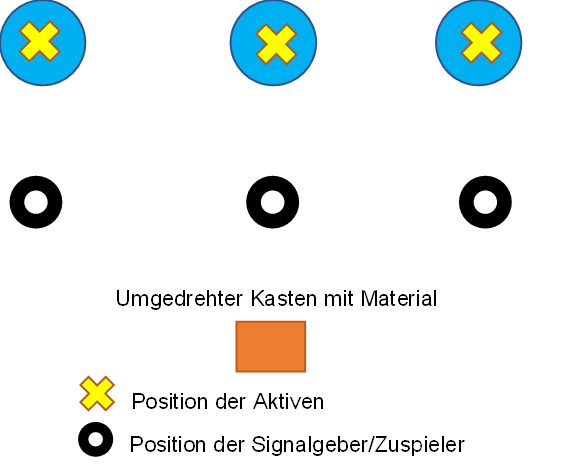 Umgedrehter Kasten mit Material
Position der Aktiven
Position der Signalgeber/Zuspieler